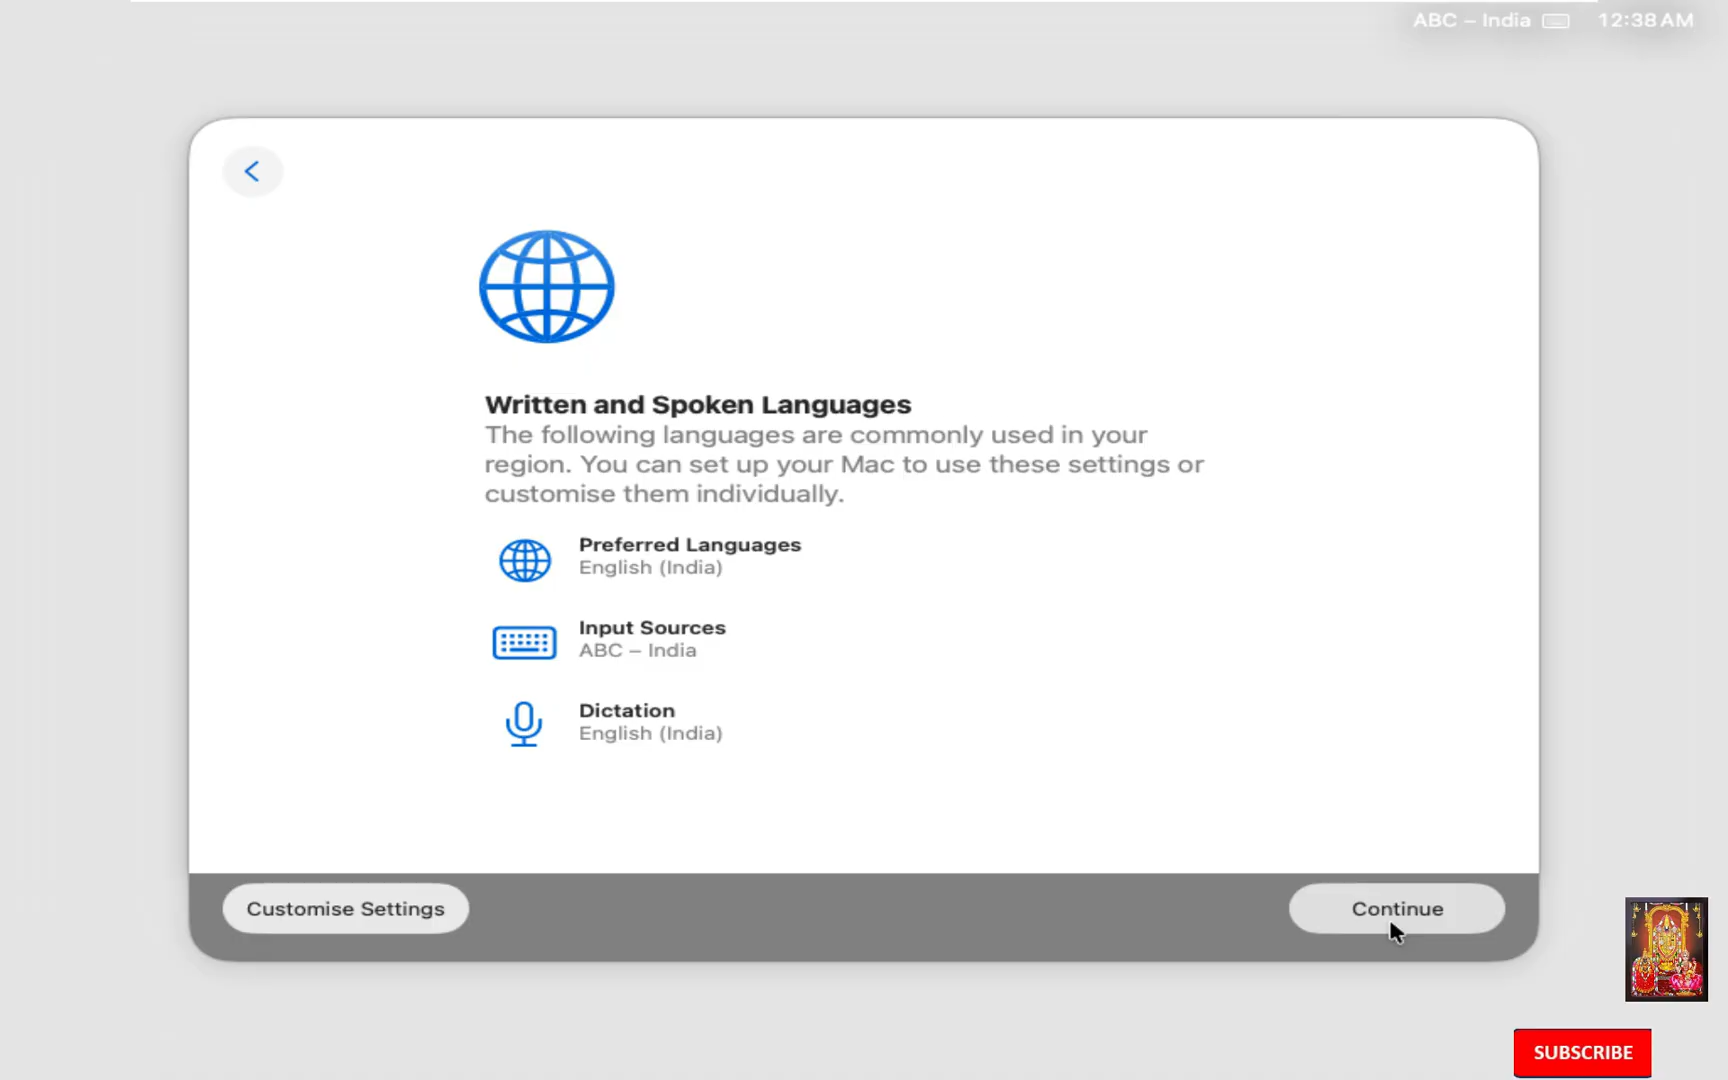 ABC – India 12:38 AM
Written and Spoken Languages
The following languages are commonly used in your
region. You can set up your Mac to use these settings or
customise them individually.
Preferred Languages
English (India)
Input Sources
ABC – India
Dictation
English (India)
Customise Settings
Continue
SUBSCRIBE